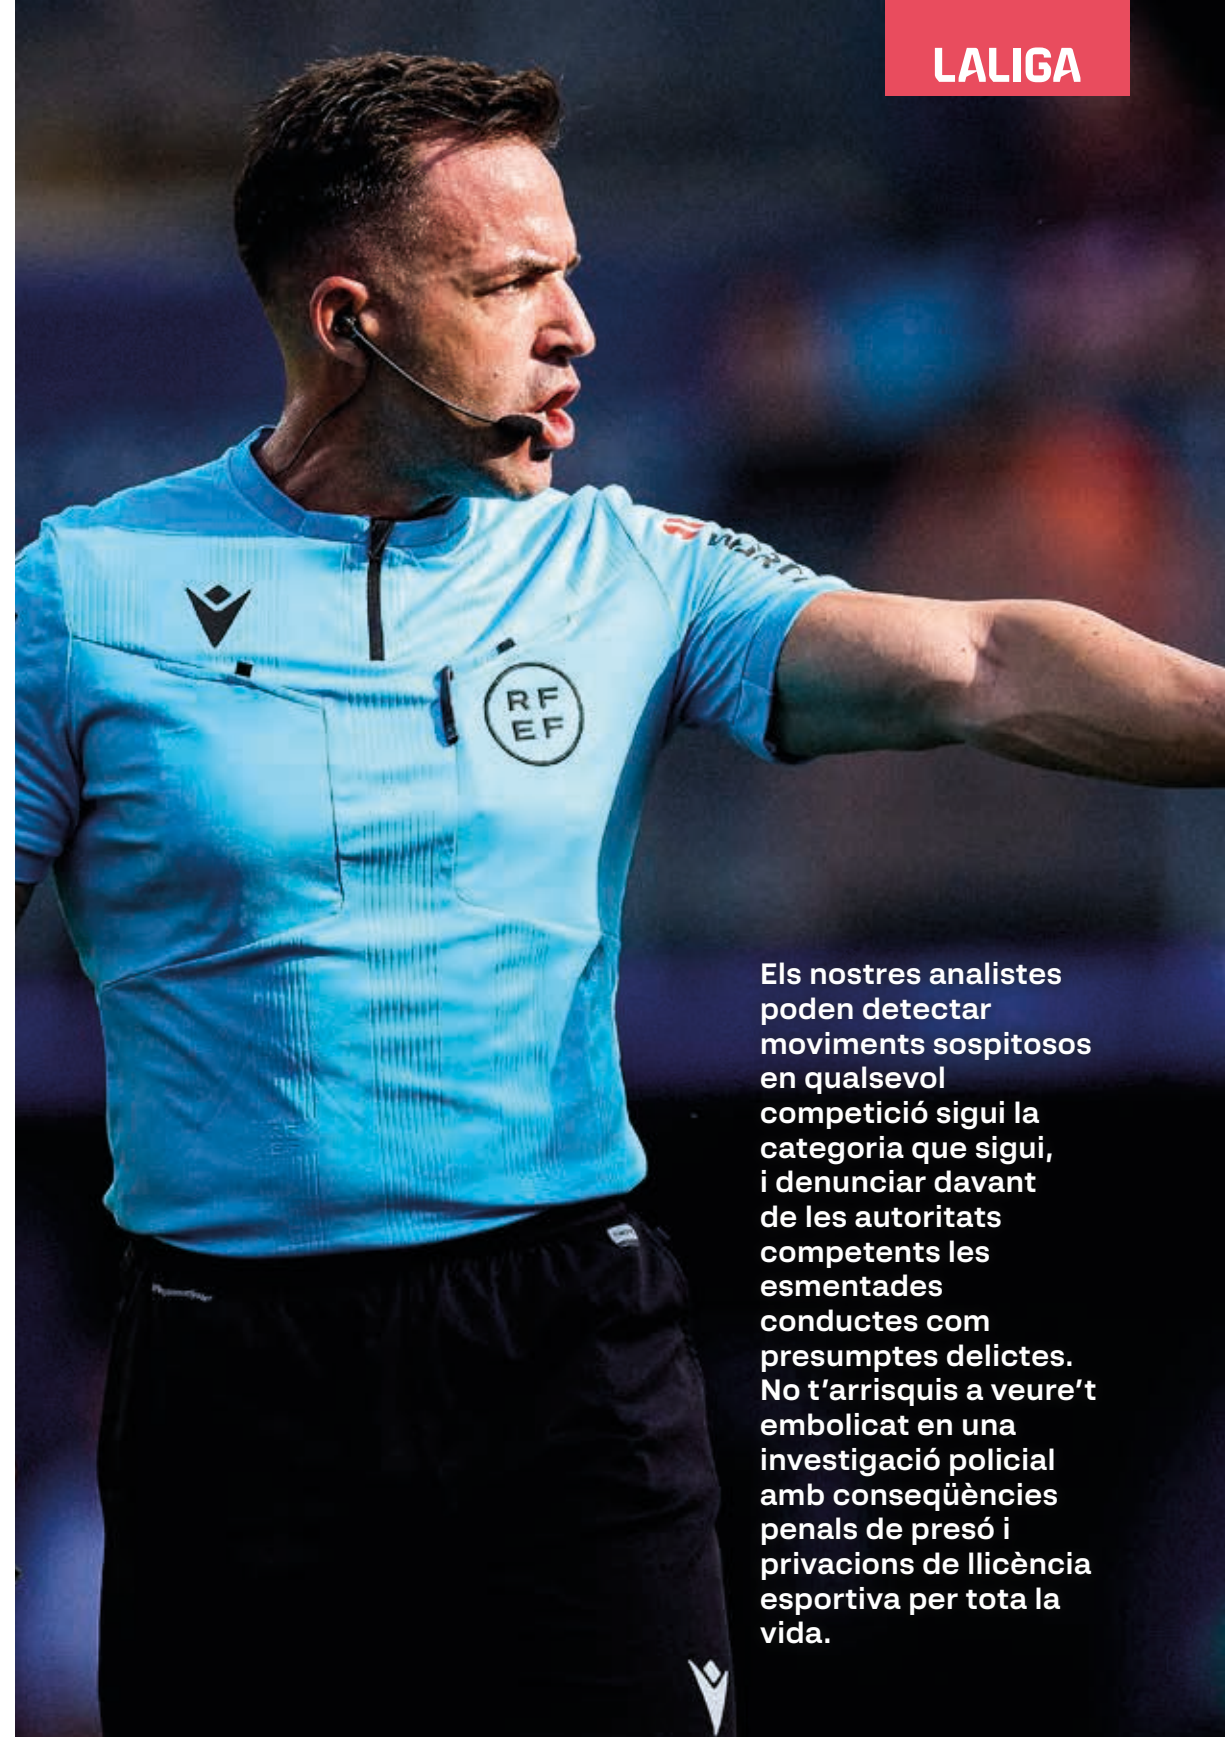 LALIGA
RF
EF
Els nostres analistes
poden detectar
moviments sospitosos
en qualsevol
competició sigui la
categoria que sigui,
i denunciar davant
de les autoritats
competents les
esmentades
conductes com
presumptes delictes.
No t’arrisquis a veure’t
embolicat en una
investigació policial
amb conseqüències
penals de presó i
privacions de llicència
esportiva per tota la
vida.